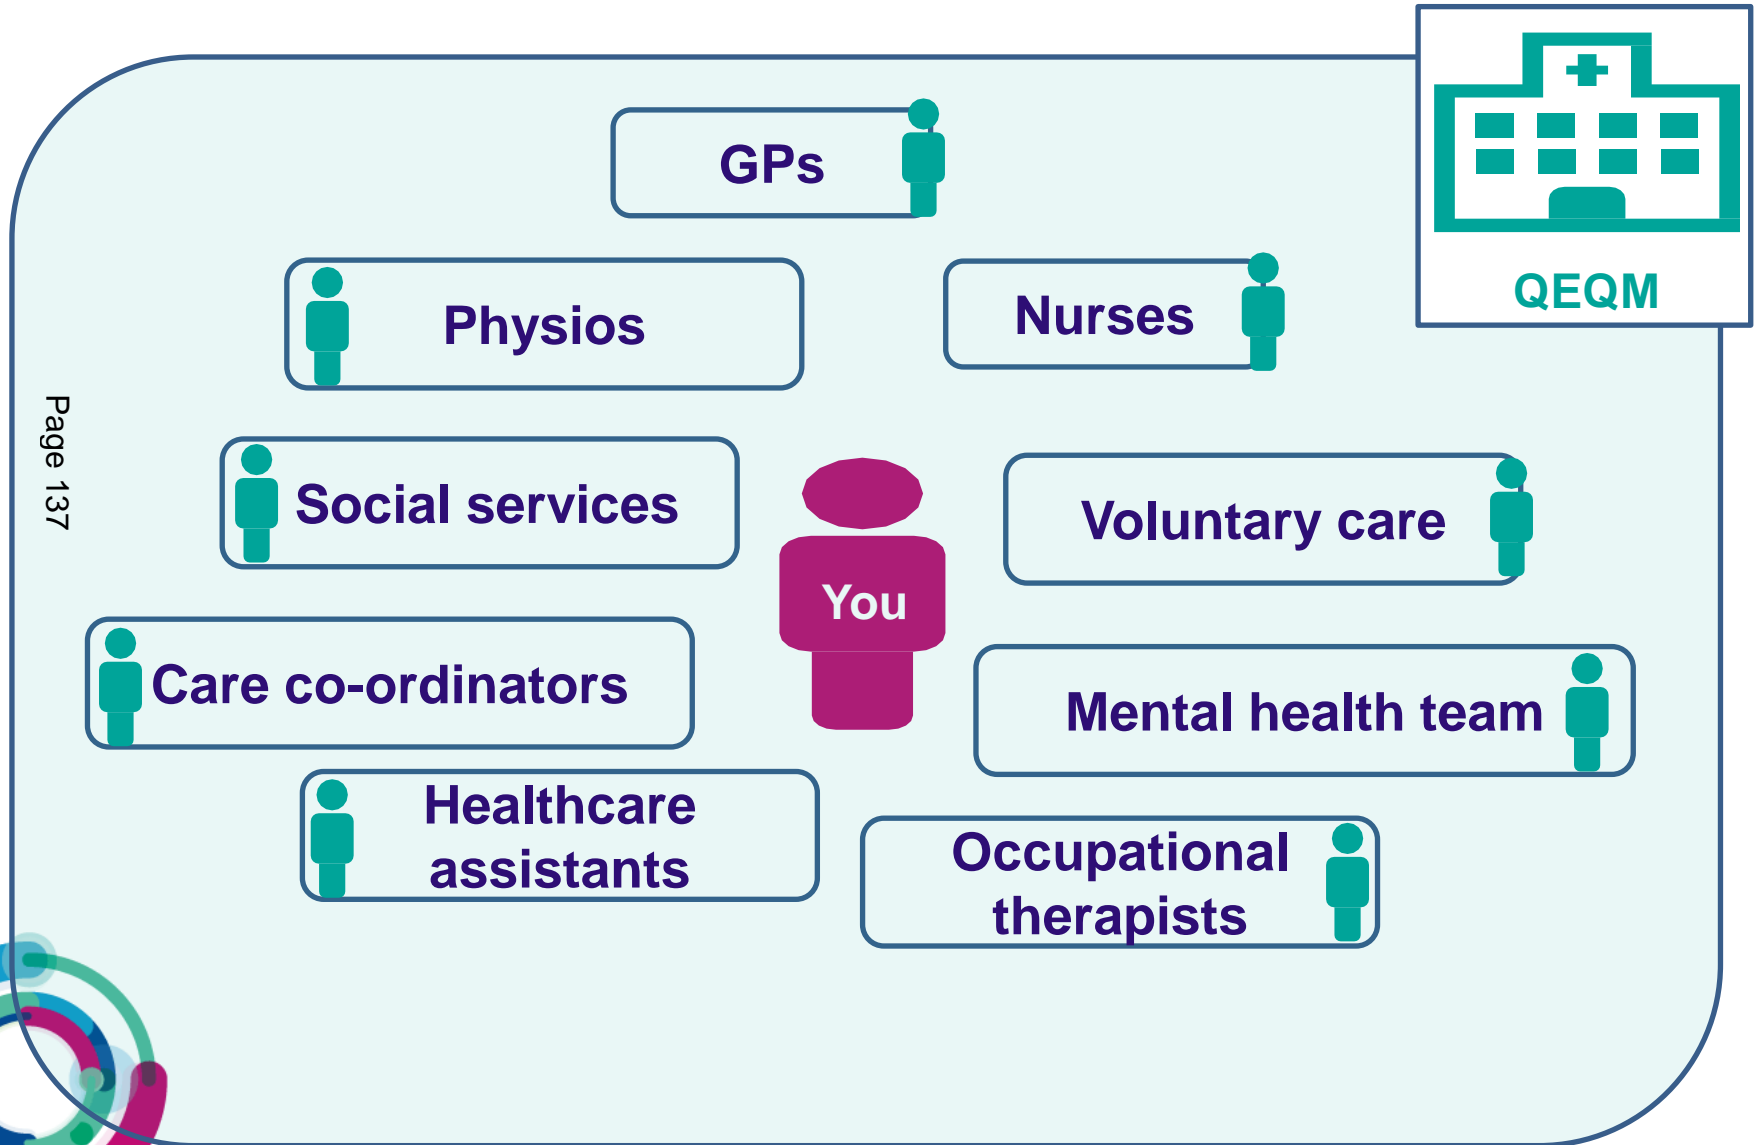 GPs
QEQM
Physios
Nurses
Page 137
Social services
Voluntary care
You
Care co-ordinators
Mental health team
Healthcare
assistants
Occupational
therapists